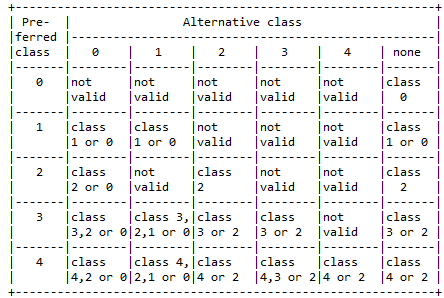 +-------+------------------------------------------------+
| Pre-  |               Alternative class                |
| ferred|------------------------------------------------|
|class  |   0   |   1   |   2   |   3   |   4   |  none  |
|-------|-------|-------|-------|-------|-------|--------|
|   0   |not    |not    |not    |not    |not    |class   |
|       |valid  |valid  |valid  |valid  |valid  |  0     |
|-------|-------|-------|-------|-------|-------|--------|
|   1   |class  |class  |not    |not    |not    |class   |
|       |1 or 0 |1 or 0 |valid  |valid  |valid  |1 or 0  |
|-------|-------|-------|-------|-------|-------|--------|
|   2   |class  |not    |class  |not    |not    |class   |
|       |2 or 0 |valid  |2      |valid  |valid  |  2     |
|-------|-------|-------|-------|-------|-------|--------|
|   3   |class  |class 3,|class |class  |not    |class   |
|       |3,2 or 0|2,1 or 0|3 or 2|3 or 2 |valid |3 or 2  |
|-------|-------|-------|-------|-------|-------|--------|
|   4   |class  |class 4,|class |class  |class  |class   |
|       |4,2 or 0|2,1 or 0|4 or 2|4,3 or 2|4 or 2|4 or 2 |
+--------------------------------------------------------+